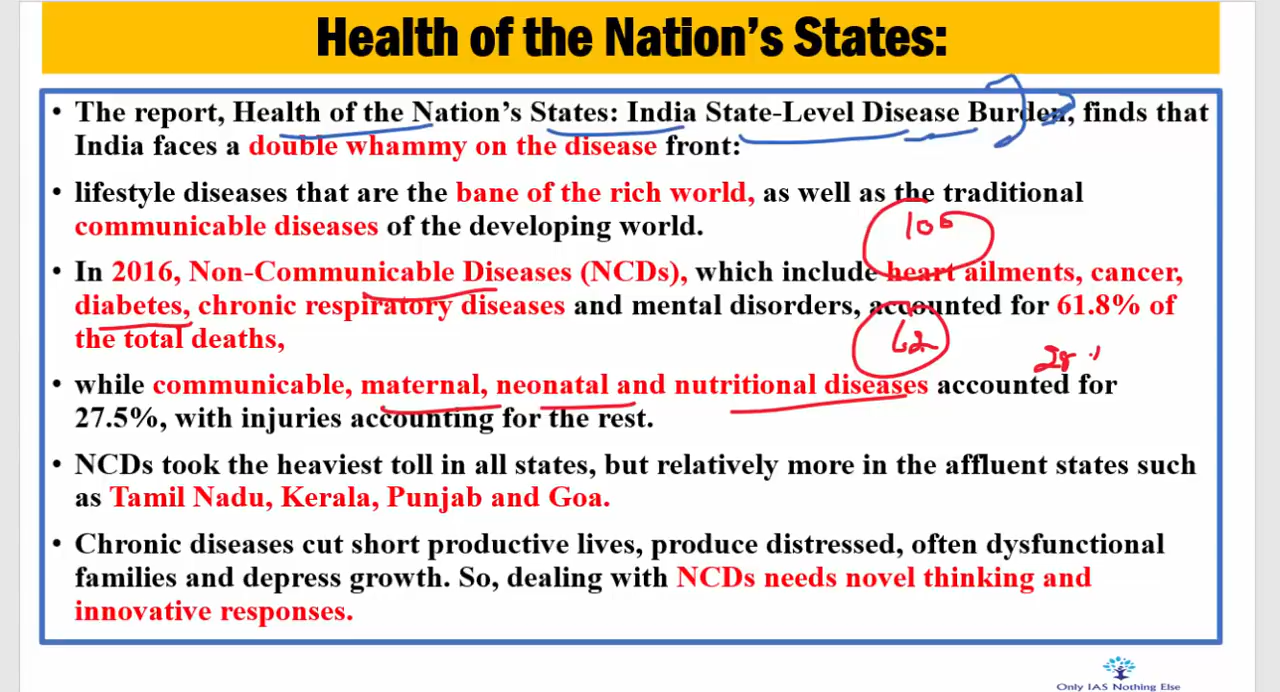 Health of the Nation's States:
• The report, Health of the Nation's States: India State-Level Disease Burden, finds that
India faces a double whammy on the disease front:
• lifestyle diseases that are the bane of the rich world, as well as the traditional
communicable diseases of the developing world.
100
• In 2016, Non-Communicable Diseases (NCDs), which include heart ailments, cancer,
diabetes, chronic respiratory diseases and mental disorders, accounted for 61.8% of
the total deaths,
62
28 %
• while communicable, maternal, neonatal and nutritional diseases accounted for
27.5%, with injuries accounting for the rest.
• NCDs took the heaviest toll in all states, but relatively more in the affluent states such
as Tamil Nadu, Kerala, Punjab and Goa.
• Chronic diseases cut short productive lives, produce distressed, often dysfunctional
families and depress growth. So, dealing with NCDs needs novel thinking and
innovative responses.
Only IAS Nothing Else